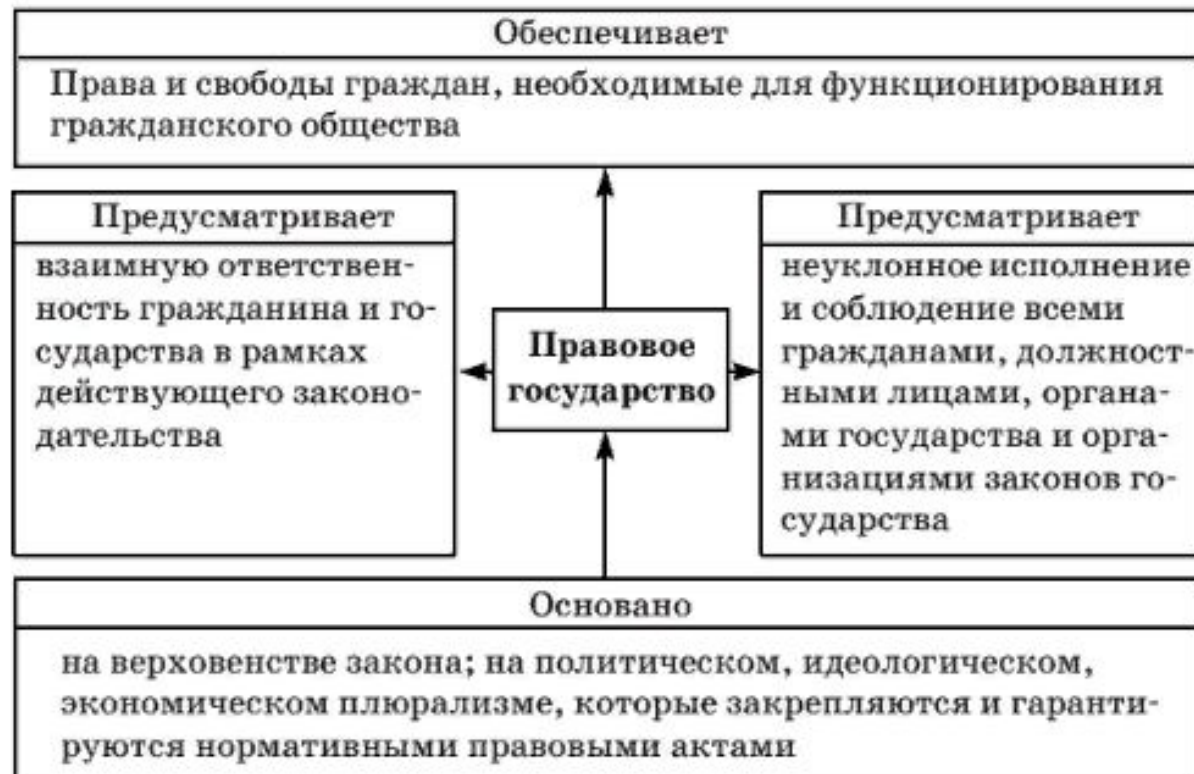 Обеспечивает
Права и свободы граждан, необходимые для функционирования
гражданского общества
Предусматривает
взаимную ответствен-
ность гражданина и го-
сударства в рамках
действующего законо-
дательства
Правовое
государство
Предусматривает
неуклонное исполнение
и соблюдение всеми
гражданами, должност-
ными лицами, органа-
ми государства и орга-
низациями законов го-
сударства
Основано
на верховенстве закона; на политическом, идеологическом,
экономическом плюрализме, которые закрепляются и гаранти-
руются нормативными правовыми актами